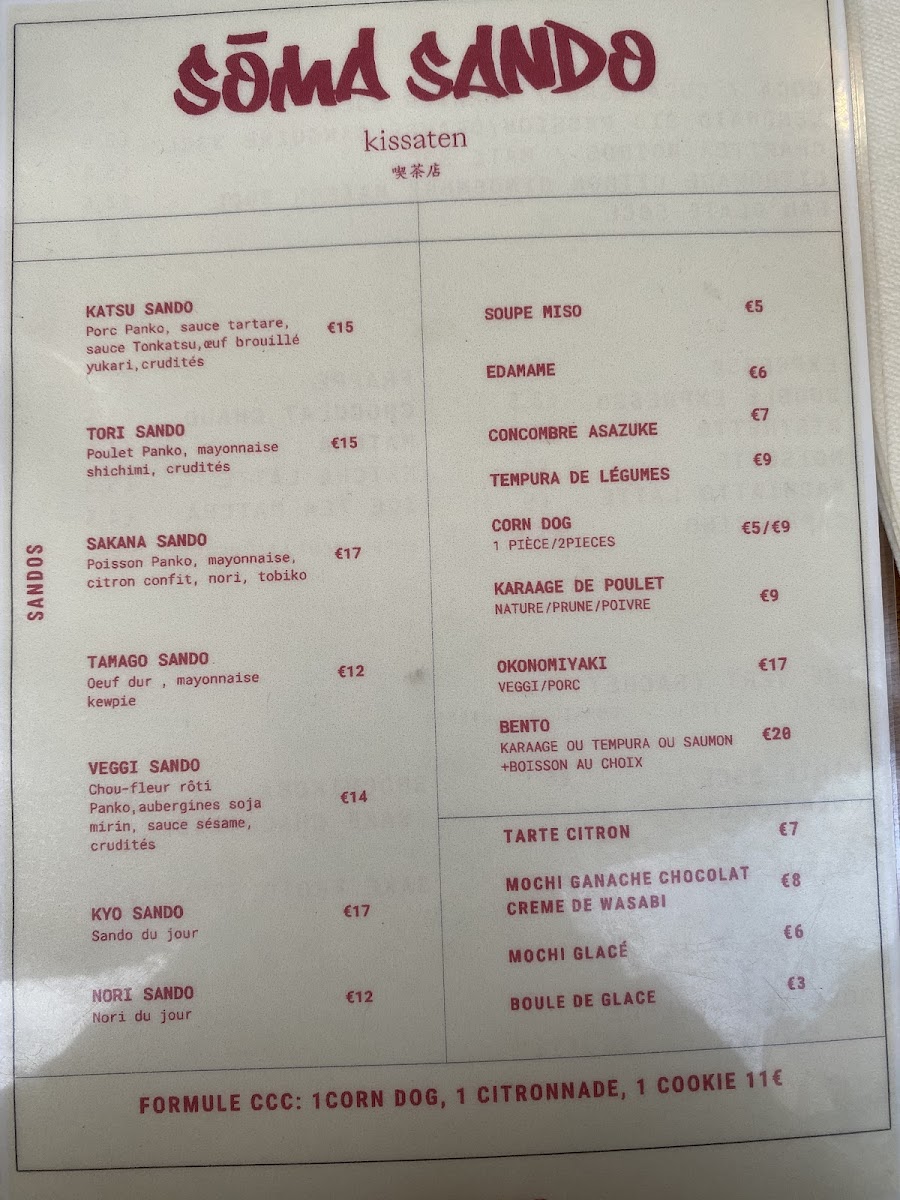 SŌMA SANDO
kissaten
喫茶店
SANDOS
KATSU SANDO €15
Porc Panko, sauce tartare,
sauce Tonkatsu,œuf brouillé
yukari,crudités
TORI SANDO €15
Poulet Panko, mayonnaise
shichimi, crudités
SAKANA SANDO €17
Poisson Panko, mayonnaise,
citron confit, nori, tobiko
TAMAGO SANDO €12
Oeuf dur , mayonnaise
kewpie
VEGGI SANDO €14
Chou-fleur rôti
Panko,aubergines soja
mirin, sauce sésame,
crudités
KYO SANDO €17
Sando du jour
NORI SANDO €12
Nori du jour
SOUPE MISO €5
EDAMAME €6
CONCOMBRE ASAZUKE €7
TEMPURA DE LÉGUMES €9
CORN DOG €5/€9
1 PIÈCE/2PIECES
KARAAGE DE POULET €9
NATURE/PRUNE/POIVRE
OKONOMIYAKI €17
VEGGI/PORC
BENTO €20
KARAAGE OU TEMPURA OU SAUMON
+BOISSON AU CHOIX
TARTE CITRON €7
MOCHI GANACHE CHOCOLAT €8
CREME DE WASABI
MOCHI GLACÉ €6
BOULE DE GLACE €3
FORMULE CCC: 1CORN DOG, 1 CITRONNADE, 1 COOKIE 11€